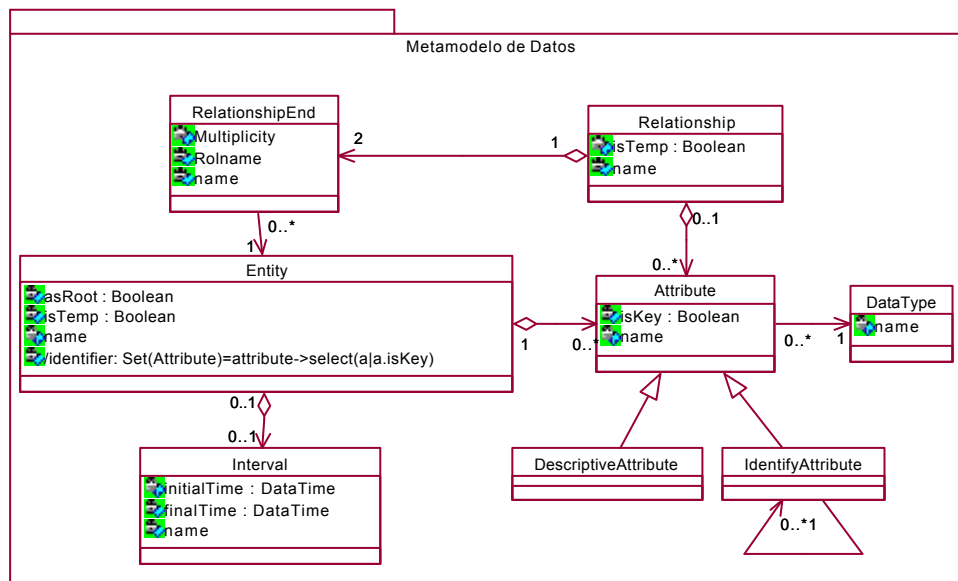 Metamodelo de Datos
RelationshipEnd
Multiplicity
Rolname
name
2
1
Relationship
isTemp : Boolean
name
0..*
1
0..1
0..*
Entity
asRoot : Boolean
isTemp : Boolean
name
/identifier: Set(Attribute)=attribute->select(a|a.isKey)
1
0..*
Attribute
isKey : Boolean
name
0..*
1
DataType
name
0..1
0..1
Interval
initialTime : DataTime
finalTime : DataTime
name
DescriptiveAttribute
IdentifyAttribute
0..*
1